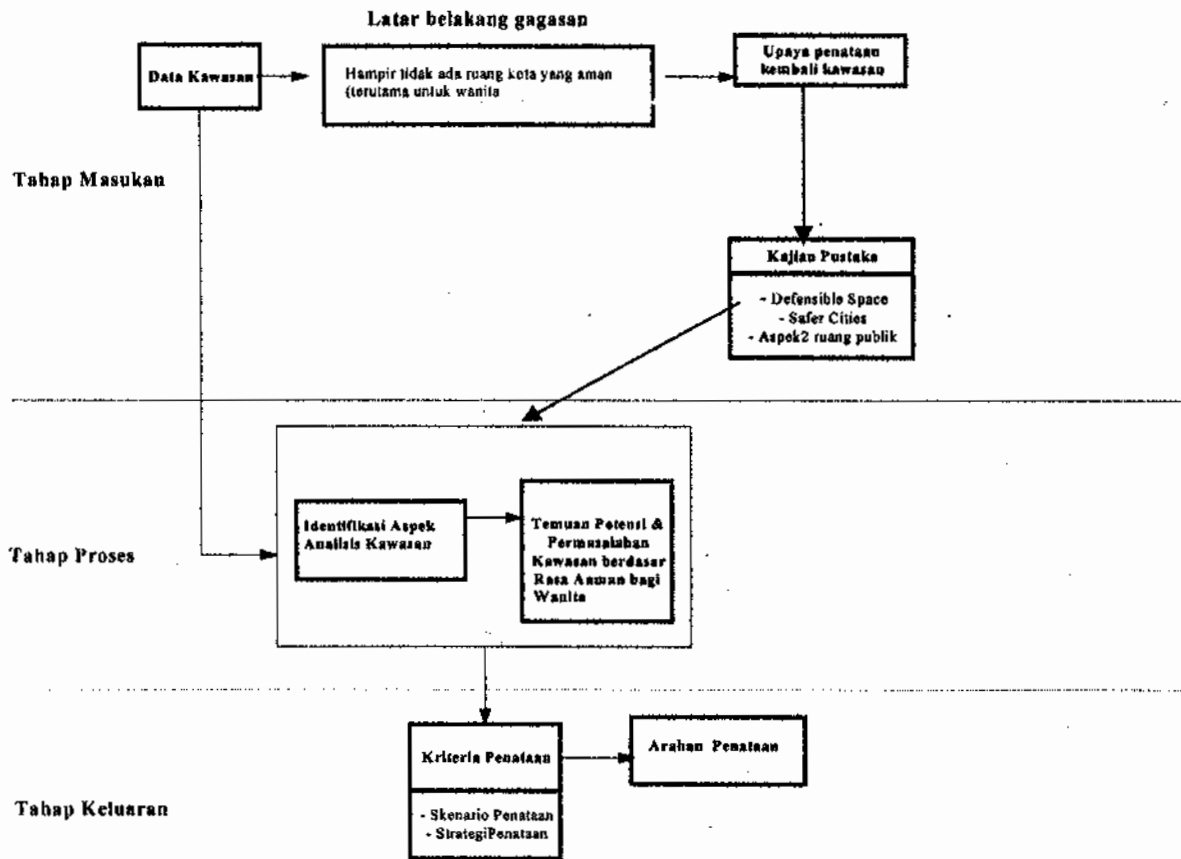 Latar belakang gagasan
Data Kawasan
Hampir tidak ada ruang kota yang aman
(terutama untuk wanita
Upaya penataan
kembali kawasan
Tahap Masukan
Kajian Pustaka
- Defensible Space
- Safer Cities
- Aspek2 ruang publik
Tahap Proses
Identifikasi Aspek
Analisis Kawasan
Temuan Potensi &
Permasalahan
Kawasan berdasar
Rasa Aaman bagi
Wanita
Tahap Keluaran
Kriteria Penataan
- Skenario Penataan
- StrategiPenataan
Arahan Penataan